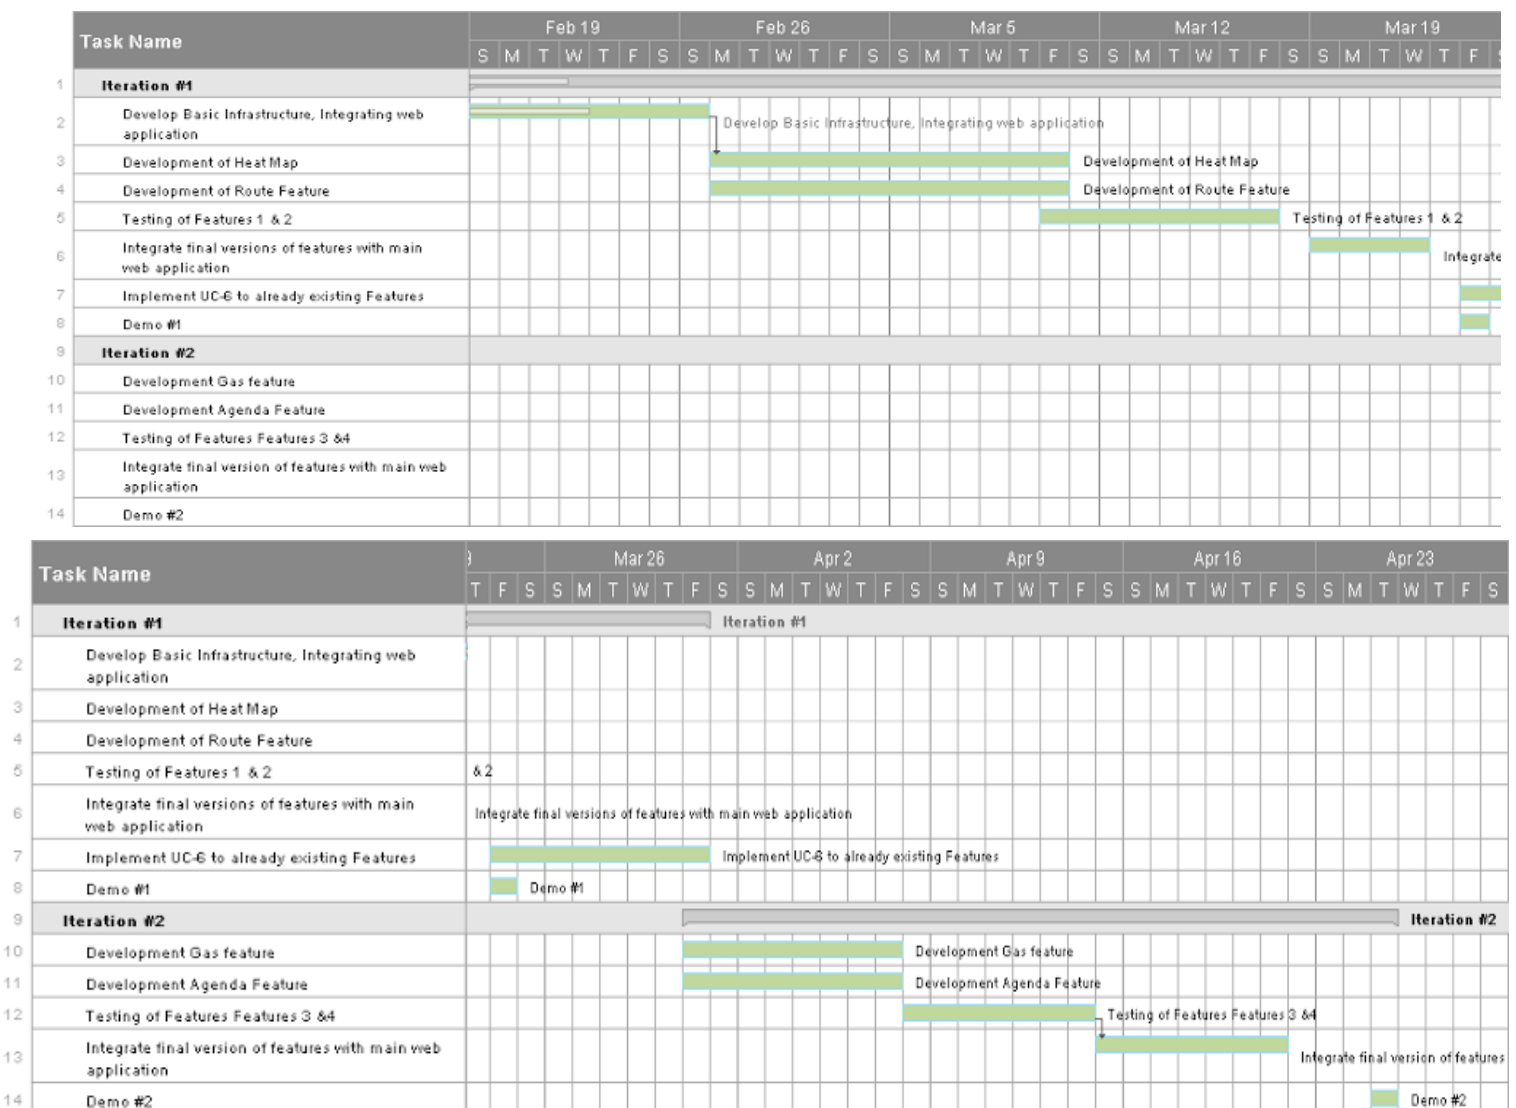 Task Name
Feb 19 Feb 26 Mar 5 Mar 12 Mar 19
S M T W T F S S M T W T F S S M T W T F S S M T W T F S S M T W T F
1 Iteration #1
2 Develop Basic Infrastructure, Integrating web
application
Develop Basic Infrastructure, Integrating web application
3 Development of Heat Map Development of Heat Map
4 Development of Route Feature Development of Route Feature
5 Testing of Features 1 & 2 Testing of Features 1 & 2
6 Integrate final versions of features with main
web application
Integrate
7 Implement UC-6 to already existing Features
8 Demo #1
9 Iteration #2
10 Development Gas feature
11 Development Agenda Feature
12 Testing of Features Features 3 &4
13 Integrate final version of features with main web
application
14 Demo #2
Task Name
Mar 26 Apr 2 Apr 9 Apr 16 Apr 23
T F S S M T W T F S S M T W T F S S M T W T F S S M T W T F S S M T W T F S
1 Iteration #1 Iteration #1
2 Develop Basic Infrastructure, Integrating web
application
3 Development of Heat Map
4 Development of Route Feature
5 Testing of Features 1 & 2 & 2
6 Integrate final versions of features with main
web application
Integrate final versions of features with main web application
7 Implement UC-6 to already existing Features Implement UC-6 to already existing Features
8 Demo #1 Demo #1
9 Iteration #2 Iteration #2
10 Development Gas feature Development Gas feature
11 Development Agenda Feature Development Agenda Feature
12 Testing of Features Features 3 &4 Testing of Features Features 3 &4
13 Integrate final version of features with main web
application
Integrate final version of features
14 Demo #2 Demo #2